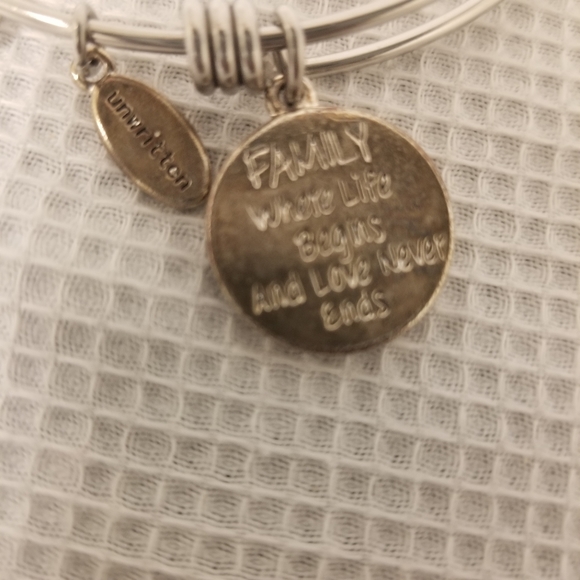 unwritten
FAMILY
Where Life
Begins
And Love Never
Ends